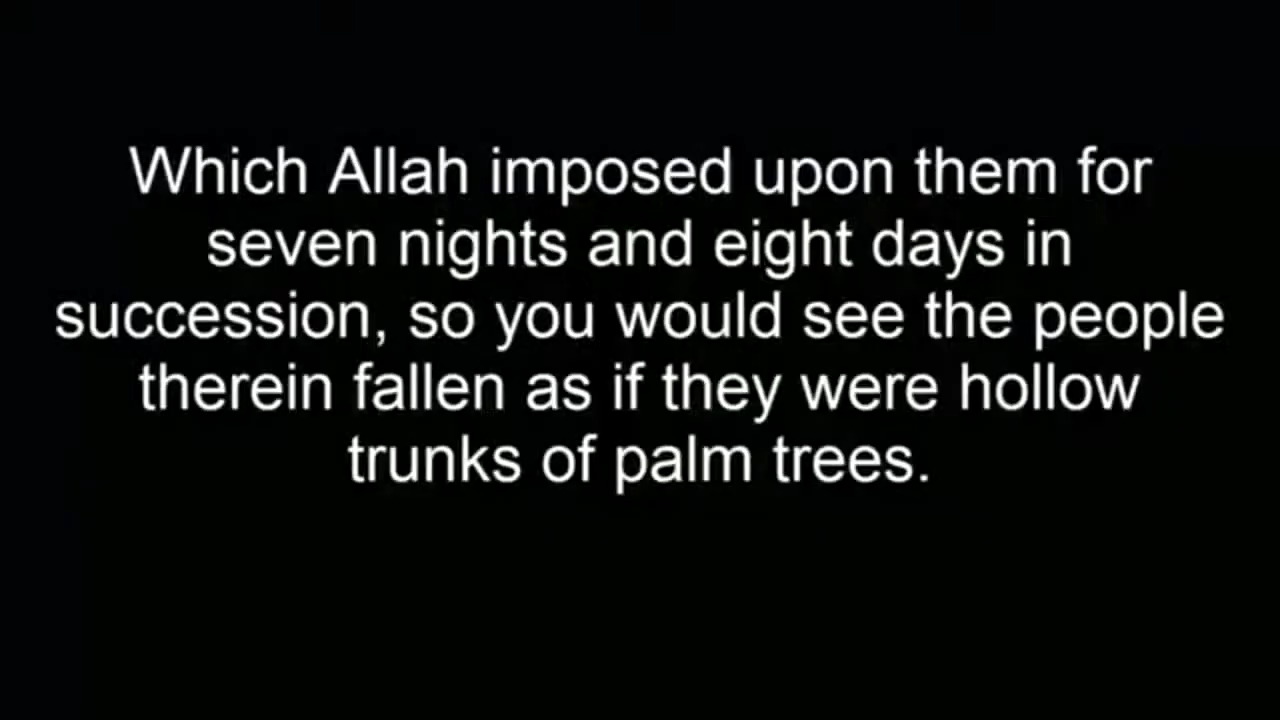 Which Allah imposed upon them for
seven nights and eight days in
succession, so you would see the people
therein fallen as if they were hollow
trunks of palm trees.